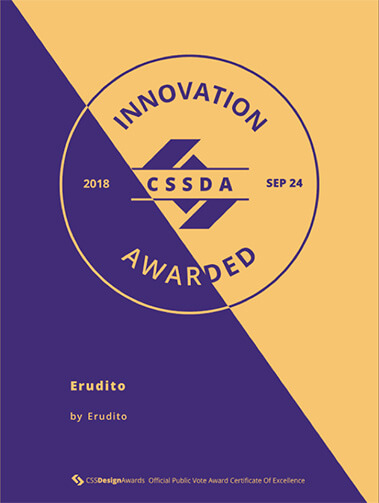 INNOVATION
2018
CSSDA
SEP 24
AWARDED
Erudito
by Erudito
CSSDesignAwards Official Public Vote Award Certificate Of Excellence